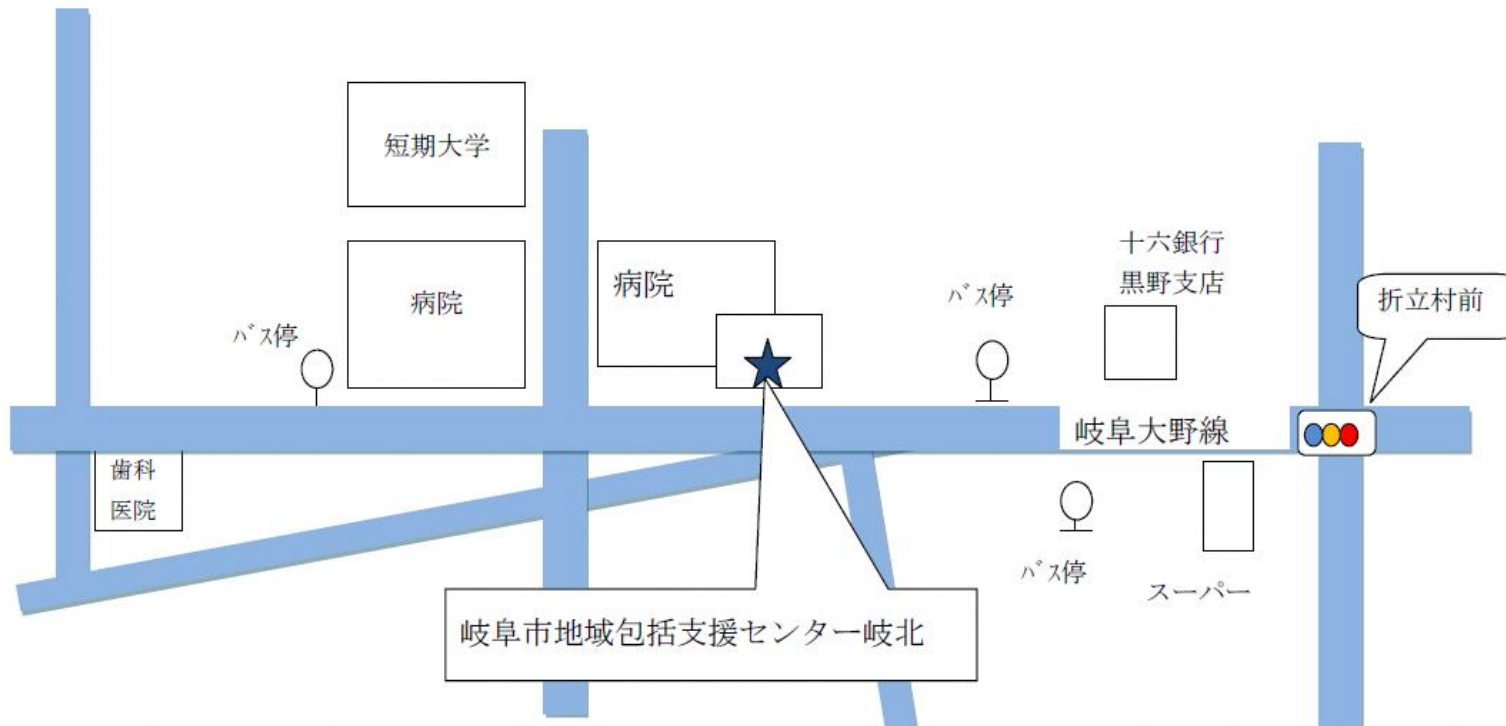 短期大学
十六銀行
黒野支店
病院
病院
バス停
折立村前
バス停
岐阜大野線
歯科
医院
バス停
スーパー
岐阜市地域包括支援センター岐北